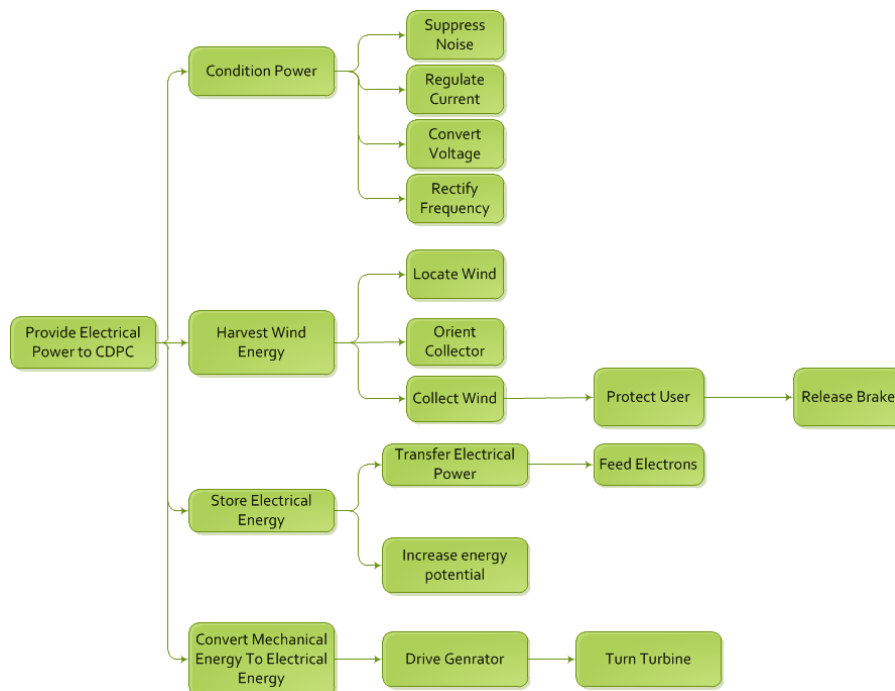 Suppress
Noise
Condition Power
Regulate
Current
Convert
Voltage
Rectify
Frequency
Locate Wind
Provide Electrical
Power to CDPC
Harvest Wind
Energy
Orient
Collector
Collect Wind
Protect User
Release Brake
Transfer Electrical
Power
Feed Electrons
Store Electrical
Energy
Increase energy
potential
Convert Mechanical
Energy To Electrical
Energy
Drive Genrator
Turn Turbine